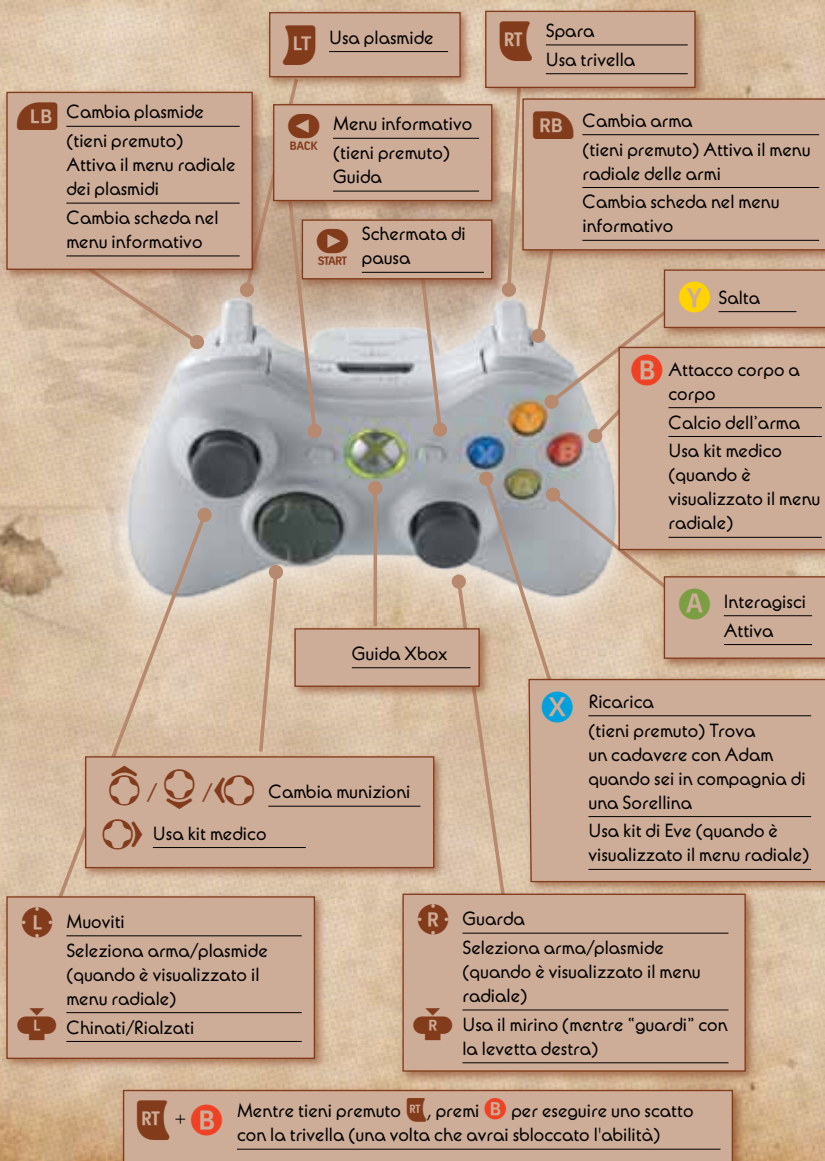 LT Usa plasmide
RT Spara
Usa trivella
LB Cambia plasmide
(tieni premuto)
Attiva il menu radiale
dei plasmidi
Cambia scheda nel
menu informativo
BACK Menu informativo
(tieni premuto)
Guida
RB Cambia arma
(tieni premuto) Attiva il menu
radiale delle armi
Cambia scheda nel menu
informativo
START Schermata di
pausa
Y Salta
B Attacco corpo a
corpo
Calcio dell'arma
Usa kit medico
(quando è
visualizzato il menu
radiale)
Y
X
B
A
A Interagisci
Attiva
Guida Xbox
X Ricarica
(tieni premuto) Trova
un cadavere con Adam
quando sei in compagnia di
una Sorellina
Usa kit di Eve (quando è
visualizzato il menu radiale)
/ / Cambia munizioni
Usa kit medico
L Muoviti
Seleziona arma/plasmide
(quando è visualizzato il
menu radiale)
L Chinati/Rialzati
R Guarda
Seleziona arma/plasmide
(quando è visualizzato il menu
radiale)
R Usa il mirino (mentre “guardi” con
la levetta destra)
RT + B Mentre tieni premuto RT, premi B per eseguire uno scatto
con la trivella (una volta che avrai sbloccato l'abilità)